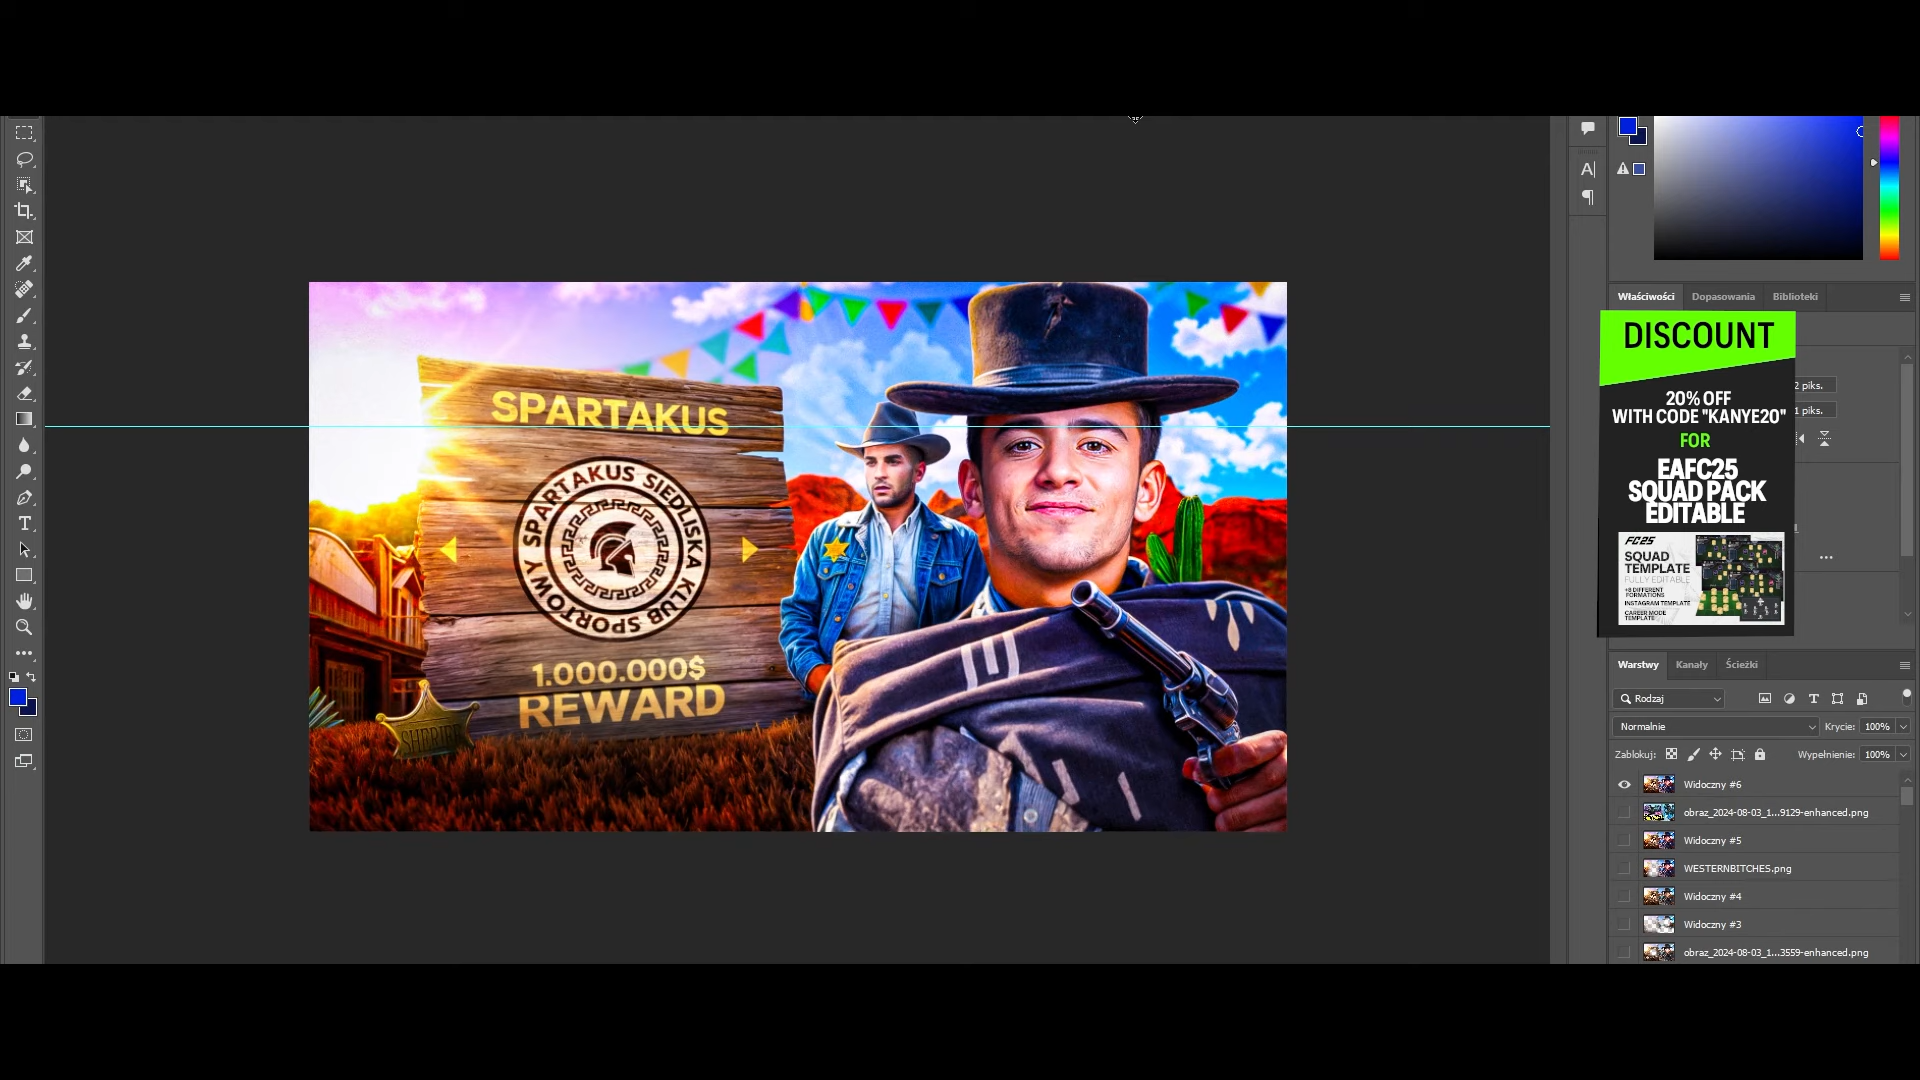 Właściwości Dopasowania Biblioteki
DISCOUNT
20% OFF
WITH CODE "KANYE20"
FOR
EAFC25
SQUAD PACK
EDITABLE
FC25
SQUAD
TEMPLATE
FULLY EDITABLE
+8 DIFFERENT
FORMATIONS
INSTAGRAM TEMPLATE
CAREER MODE
TEMPLATE
2 piks.
1 piks.
SPARTAKUS
SPARTAKUS SIEDLISKA KLUB SPORTOWY
1.000.000$
REWARD
SHERIFF
Warstwy Kanały Ścieżki
Rodzaj
Normalnie Krycie: 100%
Zablokuj: Wypełnienie: 100%
Widoczny #6
obraz_2024-08-03_1...9129-enhanced.png
Widoczny #5
WESTERNBITCHES.png
Widoczny #4
Widoczny #3
obraz_2024-08-03_1...3559-enhanced.png